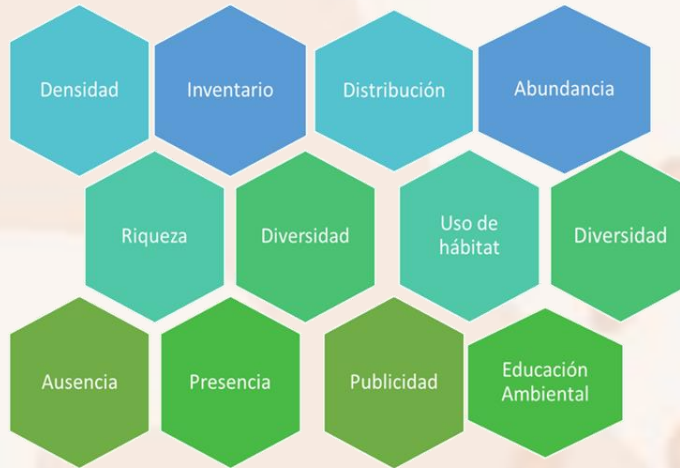 Densidad
Inventario
Distribución
Abundancia
Riqueza
Diversidad
Uso de
hábitat
Diversidad
Ausencia
Presencia
Publicidad
Educación
Ambiental